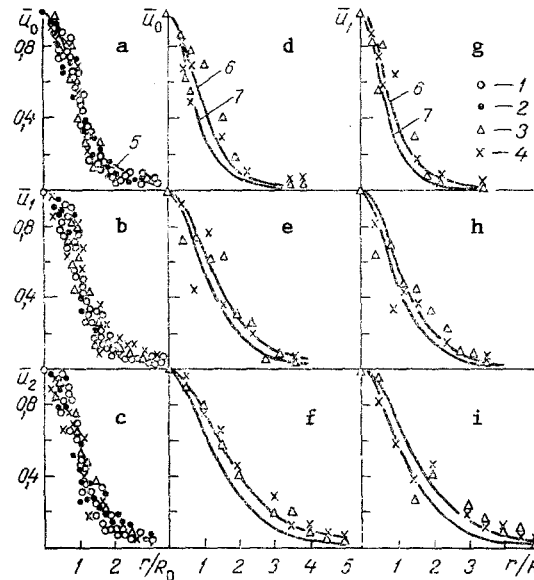 ū₀ a ū₀ d ū₁ g
0,8 6 6 ○ — 1
7 7 ● — 2
0,4 5 △ — 3
× — 4
ū₁ b e h
0,8
0,4
ū₂ c f i
0,8
0,4
1 2 r/R₀ 1 2 3 4 5 1 2 3 r/R